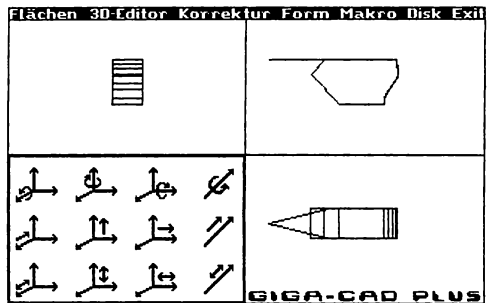 Flächen 3D-Editor Korrektur Form Makro Disk Exit
GIGA-CAD PLUS